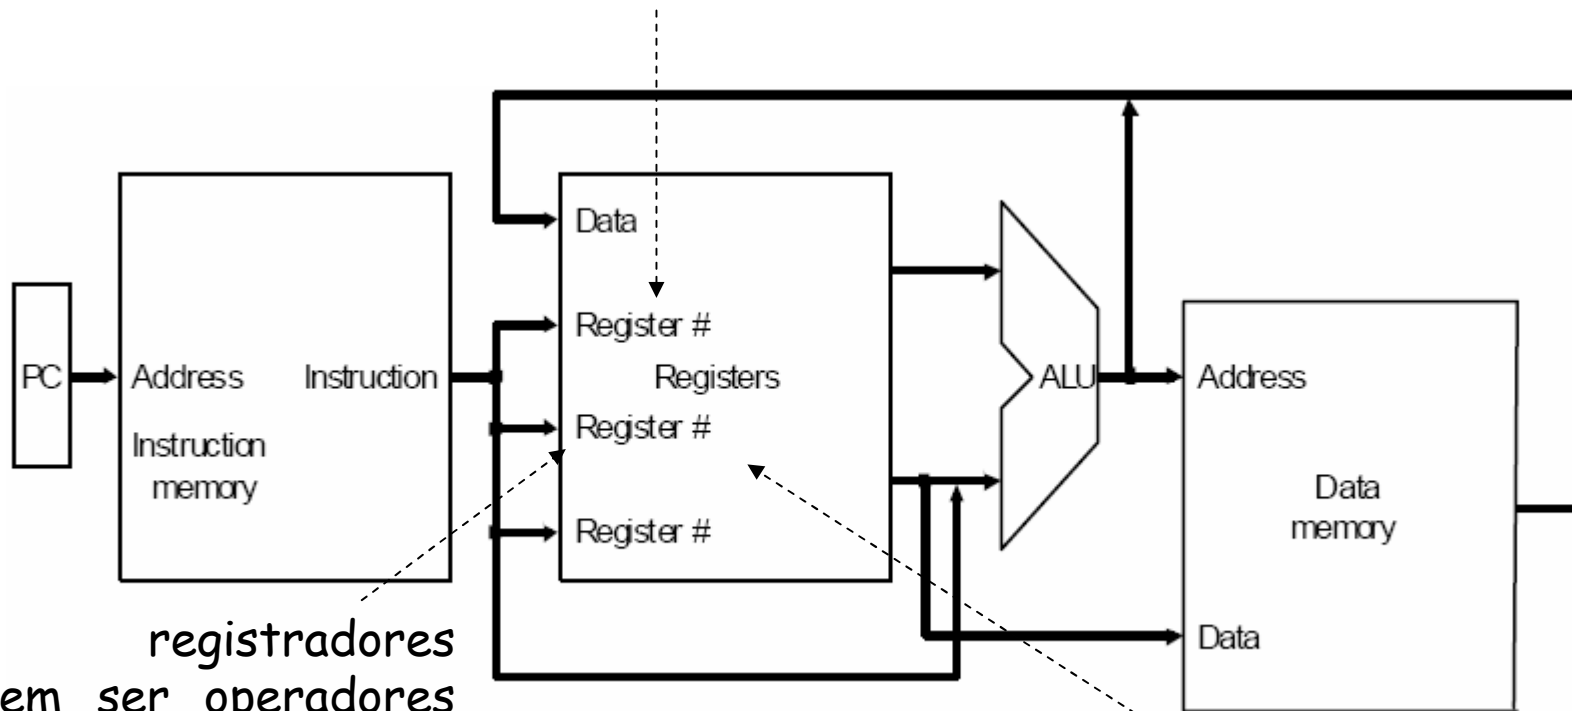 Data
Register #
PC
Address
Instruction
Registers
ALU
Address
Register #
Instruction
memory
Data
memory
Register #
Data
registradores
em ser operadores